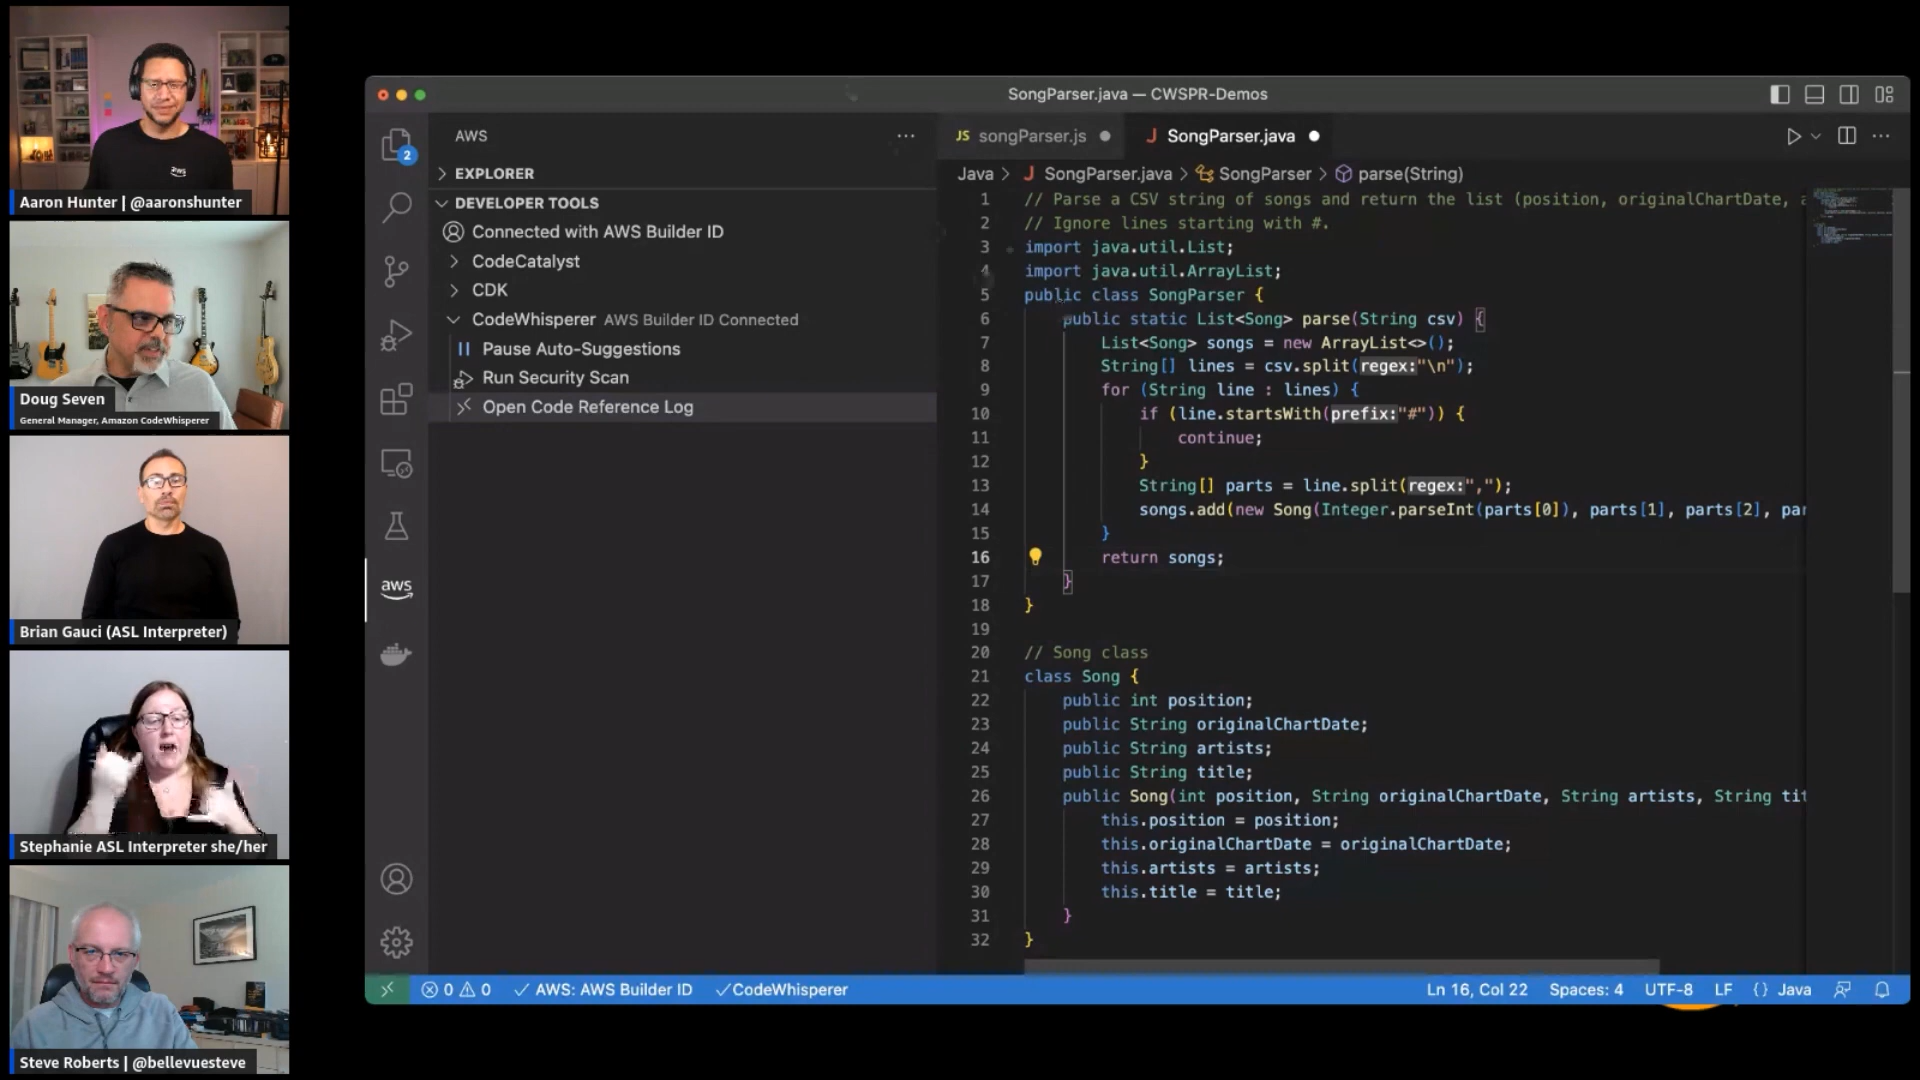 Aaron Hunter | @aaronshunter
Doug Seven
General Manager, Amazon CodeWhisperer
Brian Gauci (ASL Interpreter)
Stephanie ASL Interpreter she/her
Steve Roberts | @bellevuesteve
aws
SongParser.java — CWSPR-Demos
2
aws
AWS
EXPLORER
DEVELOPER TOOLS
Connected with AWS Builder ID
CodeCatalyst
CDK
CodeWhisperer AWS Builder ID Connected
Pause Auto-Suggestions
Run Security Scan
Open Code Reference Log
JS songParser.js
J SongParser.java
Java > J SongParser.java > SongParser > parse(String)
1 // Parse a CSV string of songs and return the list (position, originalChartDate, a
2 // Ignore lines starting with #.
3 import java.util.List;
4 import java.util.ArrayList;
5 public class SongParser {
6 public static List<Song> parse(String csv) {
7 List<Song> songs = new ArrayList<>();
8 String[] lines = csv.split(regex:"\n");
9 for (String line : lines) {
10 if (line.startsWith(prefix:"#")) {
11 continue;
12 }
13 String[] parts = line.split(regex:",");
14 songs.add(new Song(Integer.parseInt(parts[0]), parts[1], parts[2], par
15 }
16 return songs;
17 }
18 }
19
20 // Song class
21 class Song {
22 public int position;
23 public String originalChartDate;
24 public String artists;
25 public String title;
26 public Song(int position, String originalChartDate, String artists, String tit
27 this.position = position;
28 this.originalChartDate = originalChartDate;
29 this.artists = artists;
30 this.title = title;
31 }
32 }
0 0 AWS: AWS Builder ID CodeWhisperer
Ln 16, Col 22 Spaces: 4 UTF-8 LF {} Java